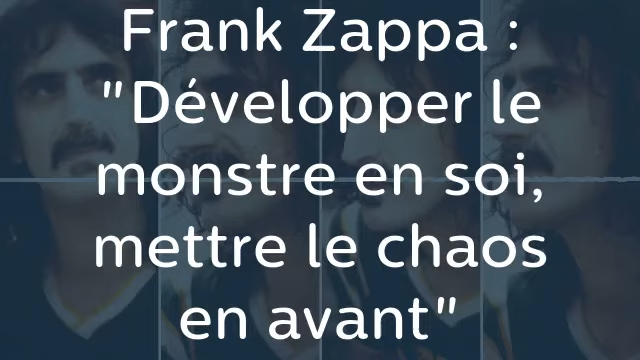 Frank Zappa :
"Développer le
monstre en soi,
mettre le chaos
en avant"